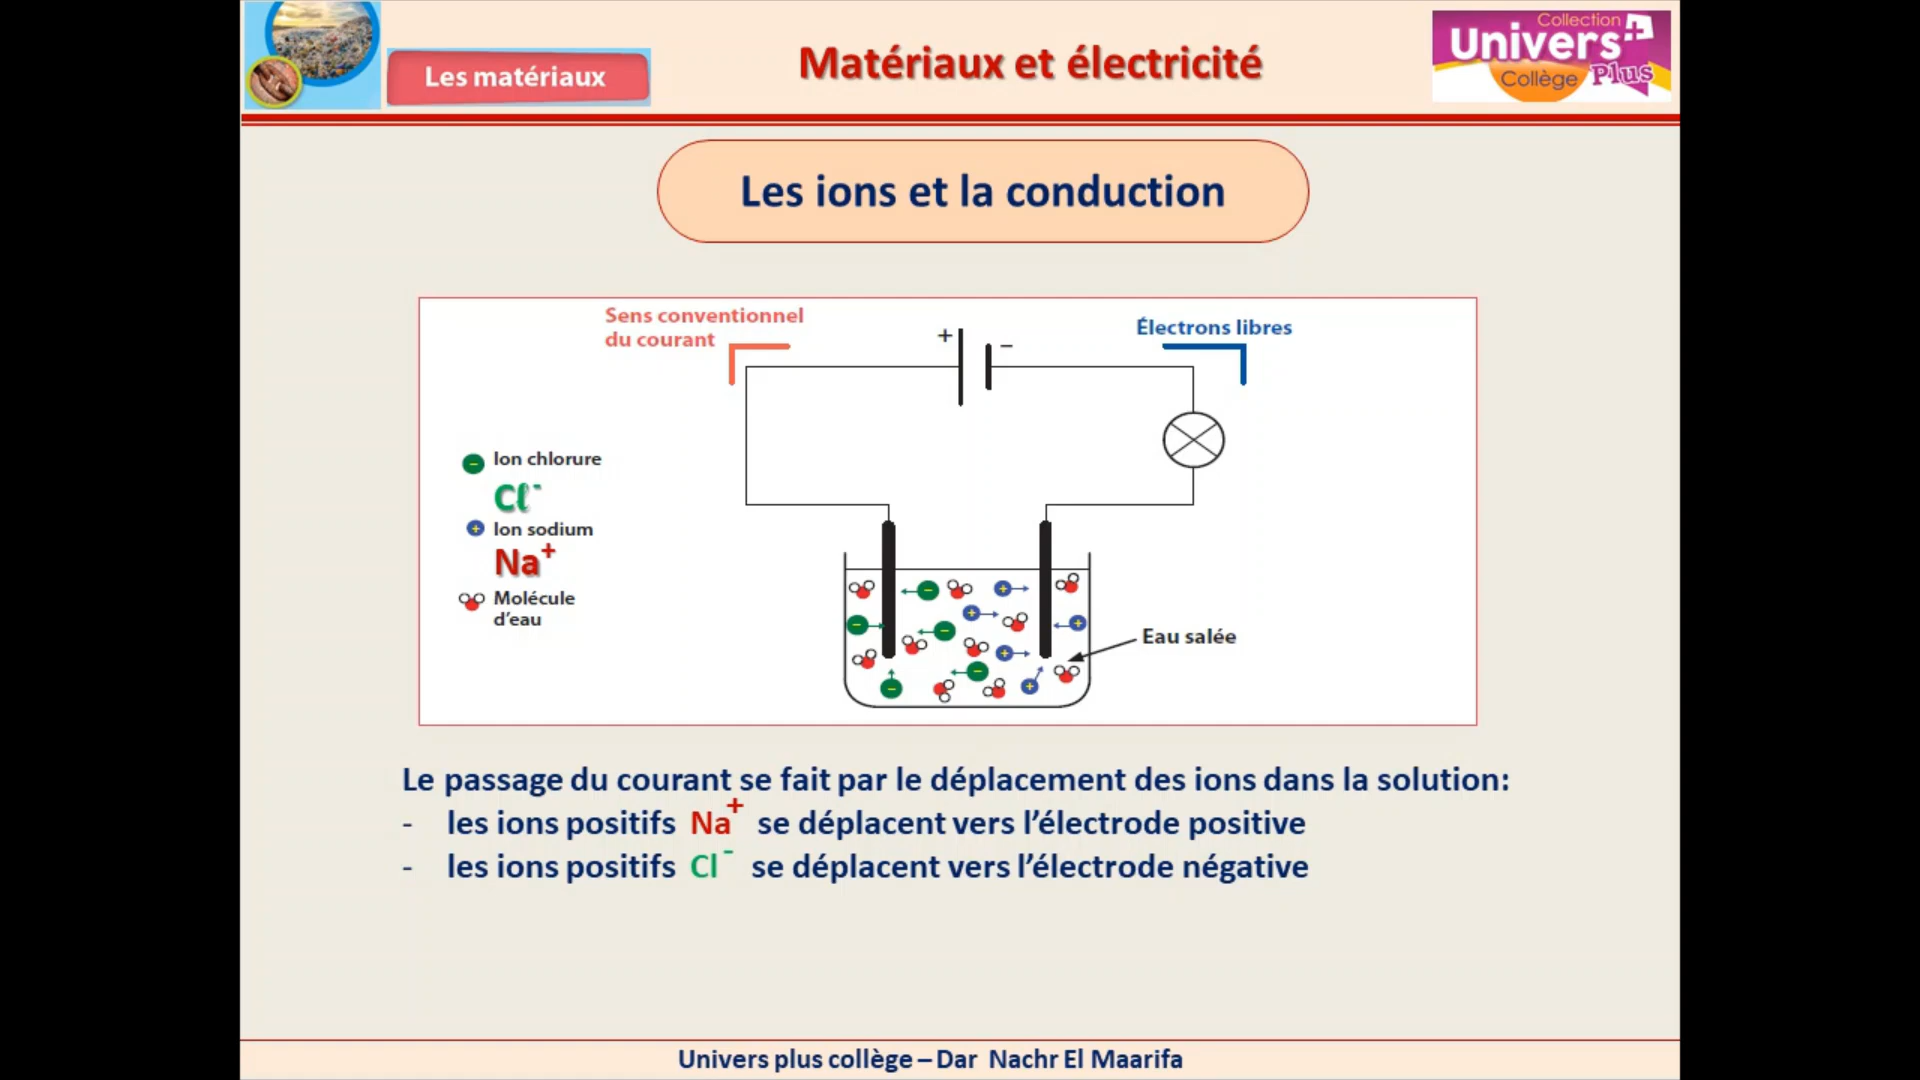 Les matériaux
Matériaux et électricité
Collection
Univers+
Collège Plus
Les ions et la conduction
Sens conventionnel
du courant
+
−
Électrons libres
Ion chlorure
Cℓ⁻
Ion sodium
Na⁺
Molécule
d'eau
Eau salée
Le passage du courant se fait par le déplacement des ions dans la solution:
- les ions positifs Na⁺ se déplacent vers l'électrode positive
- les ions positifs Cl⁻ se déplacent vers l'électrode négative
Univers plus collège – Dar Nachr El Maarifa